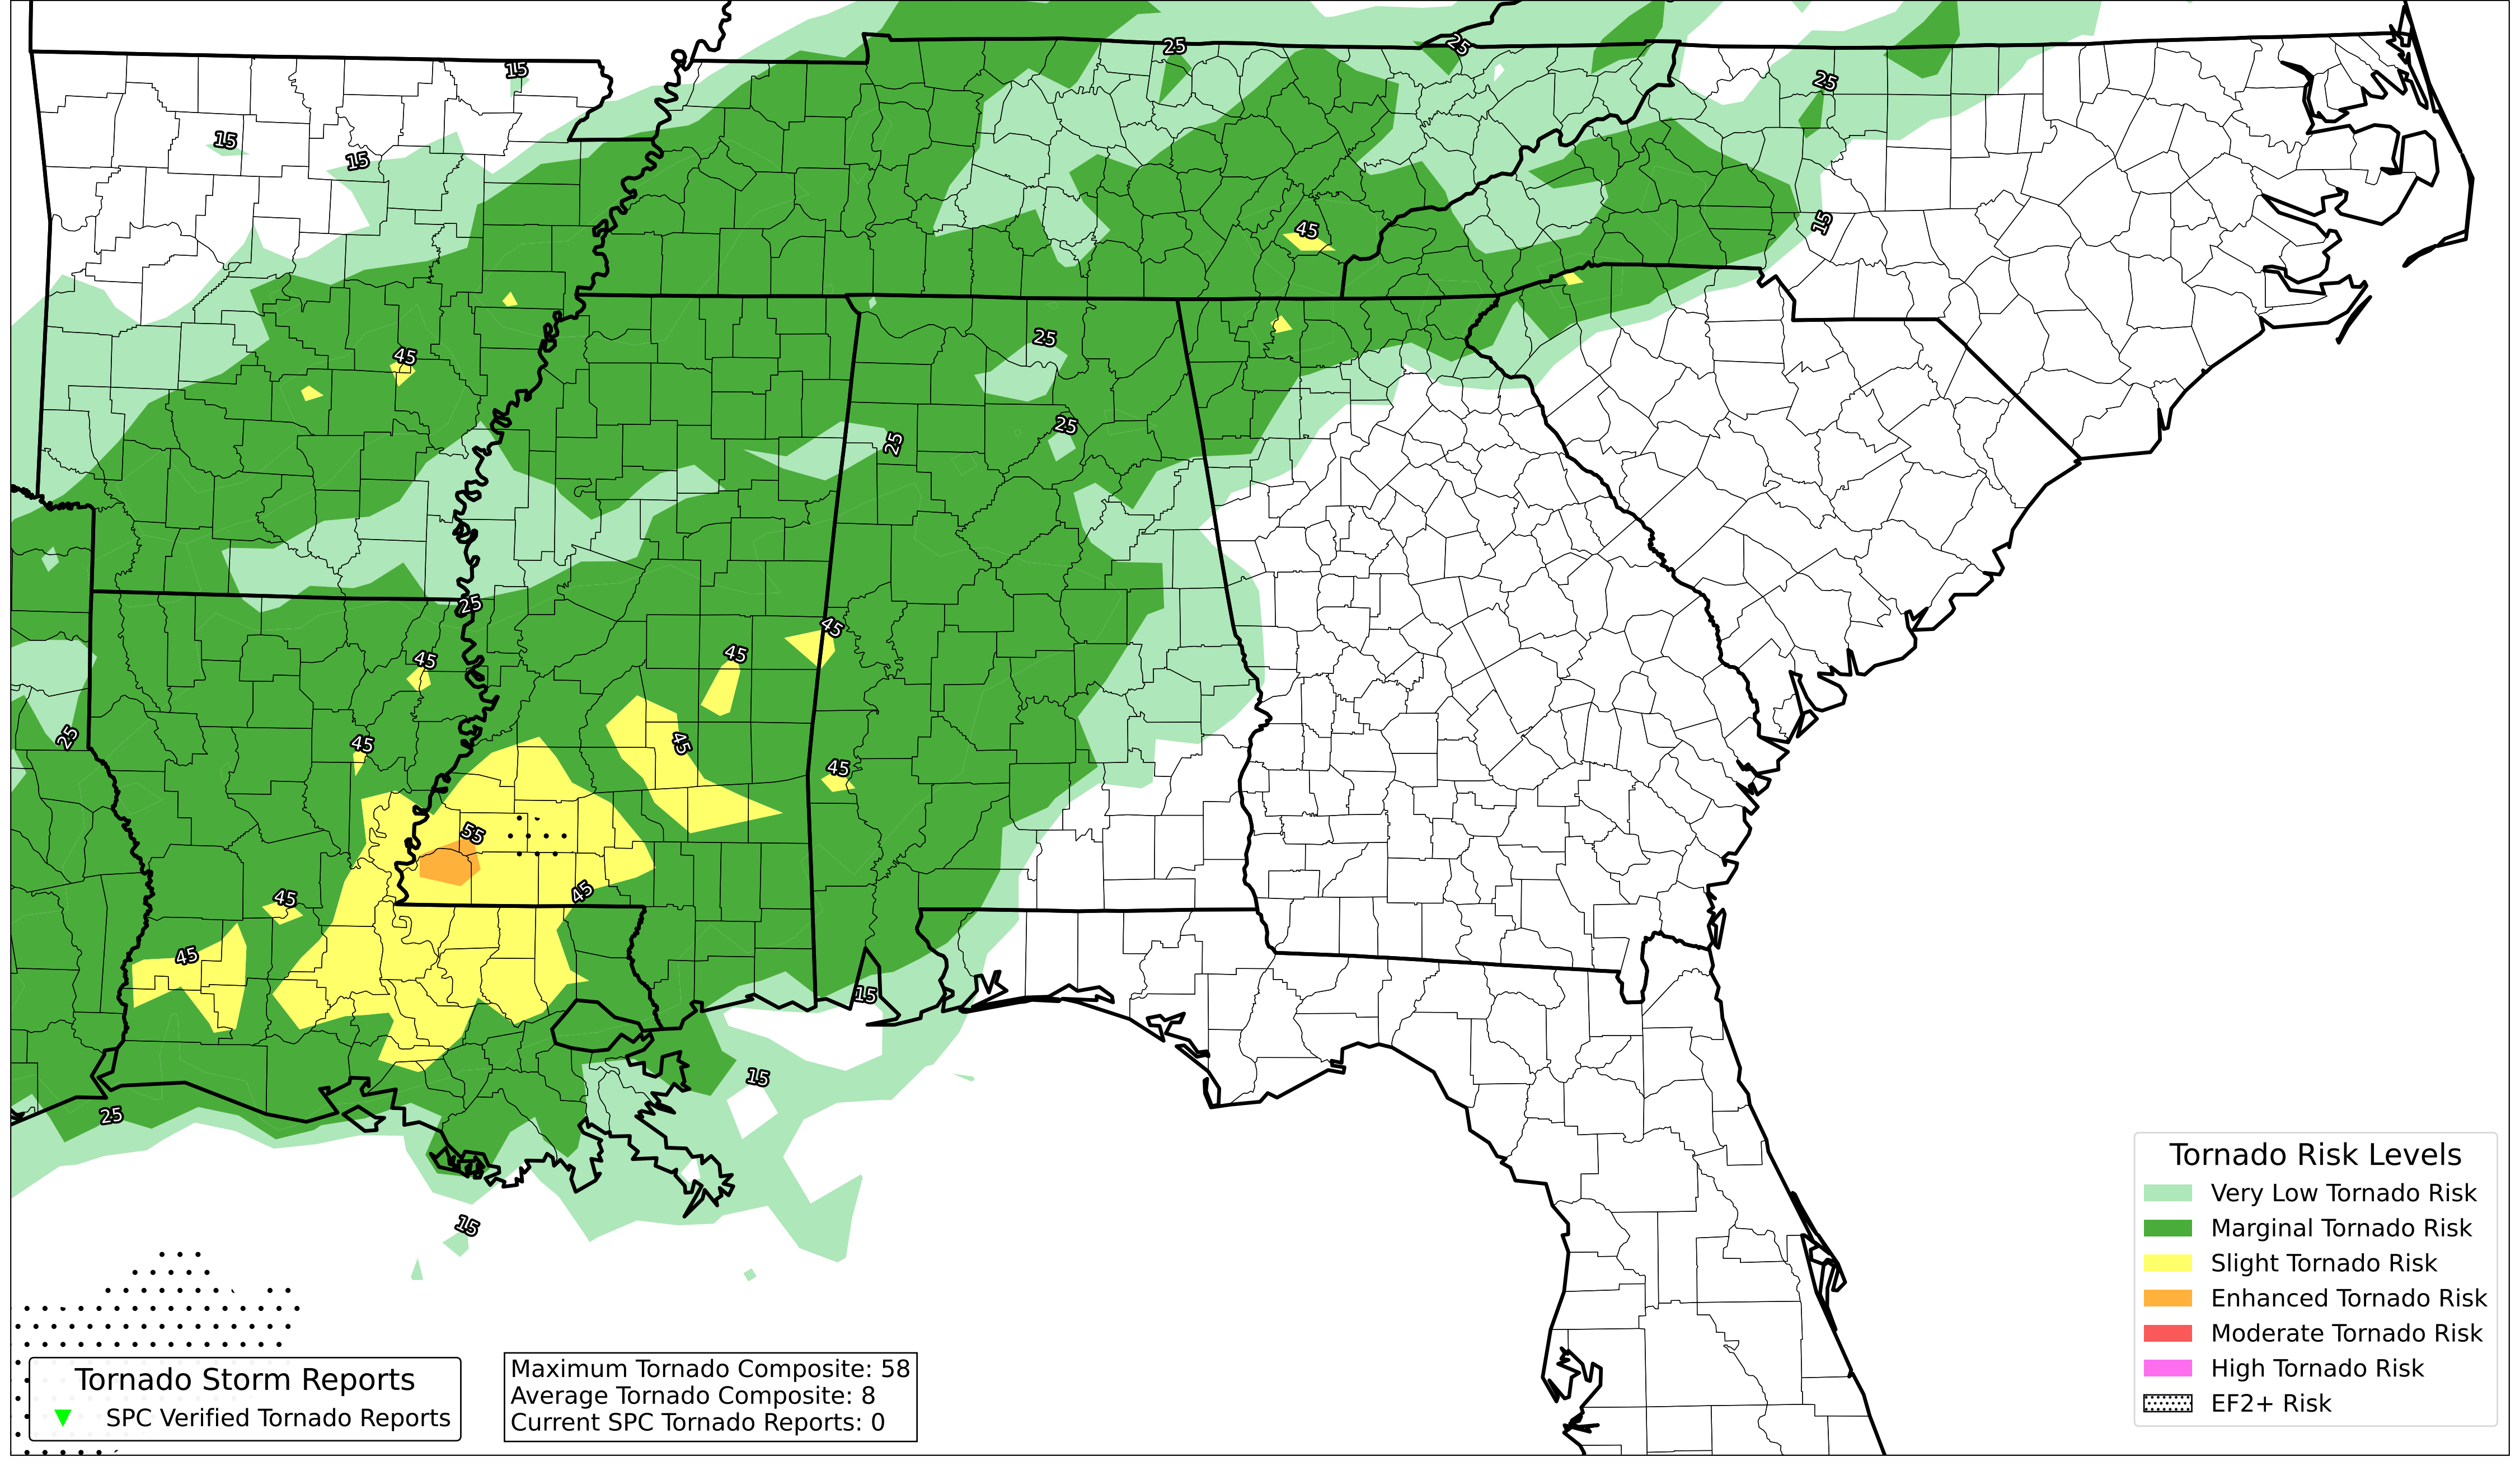 25
25
15
25
15
15
15
45
25
45
25
25
25
45
45
45
45
25
45
45
55
45
45
45
15
15
25
15
Tornado Risk Levels
Very Low Tornado Risk
Marginal Tornado Risk
Slight Tornado Risk
Enhanced Tornado Risk
Moderate Tornado Risk
High Tornado Risk
EF2+ Risk
Tornado Storm Reports
SPC Verified Tornado Reports
Maximum Tornado Composite: 58
Average Tornado Composite: 8
Current SPC Tornado Reports: 0